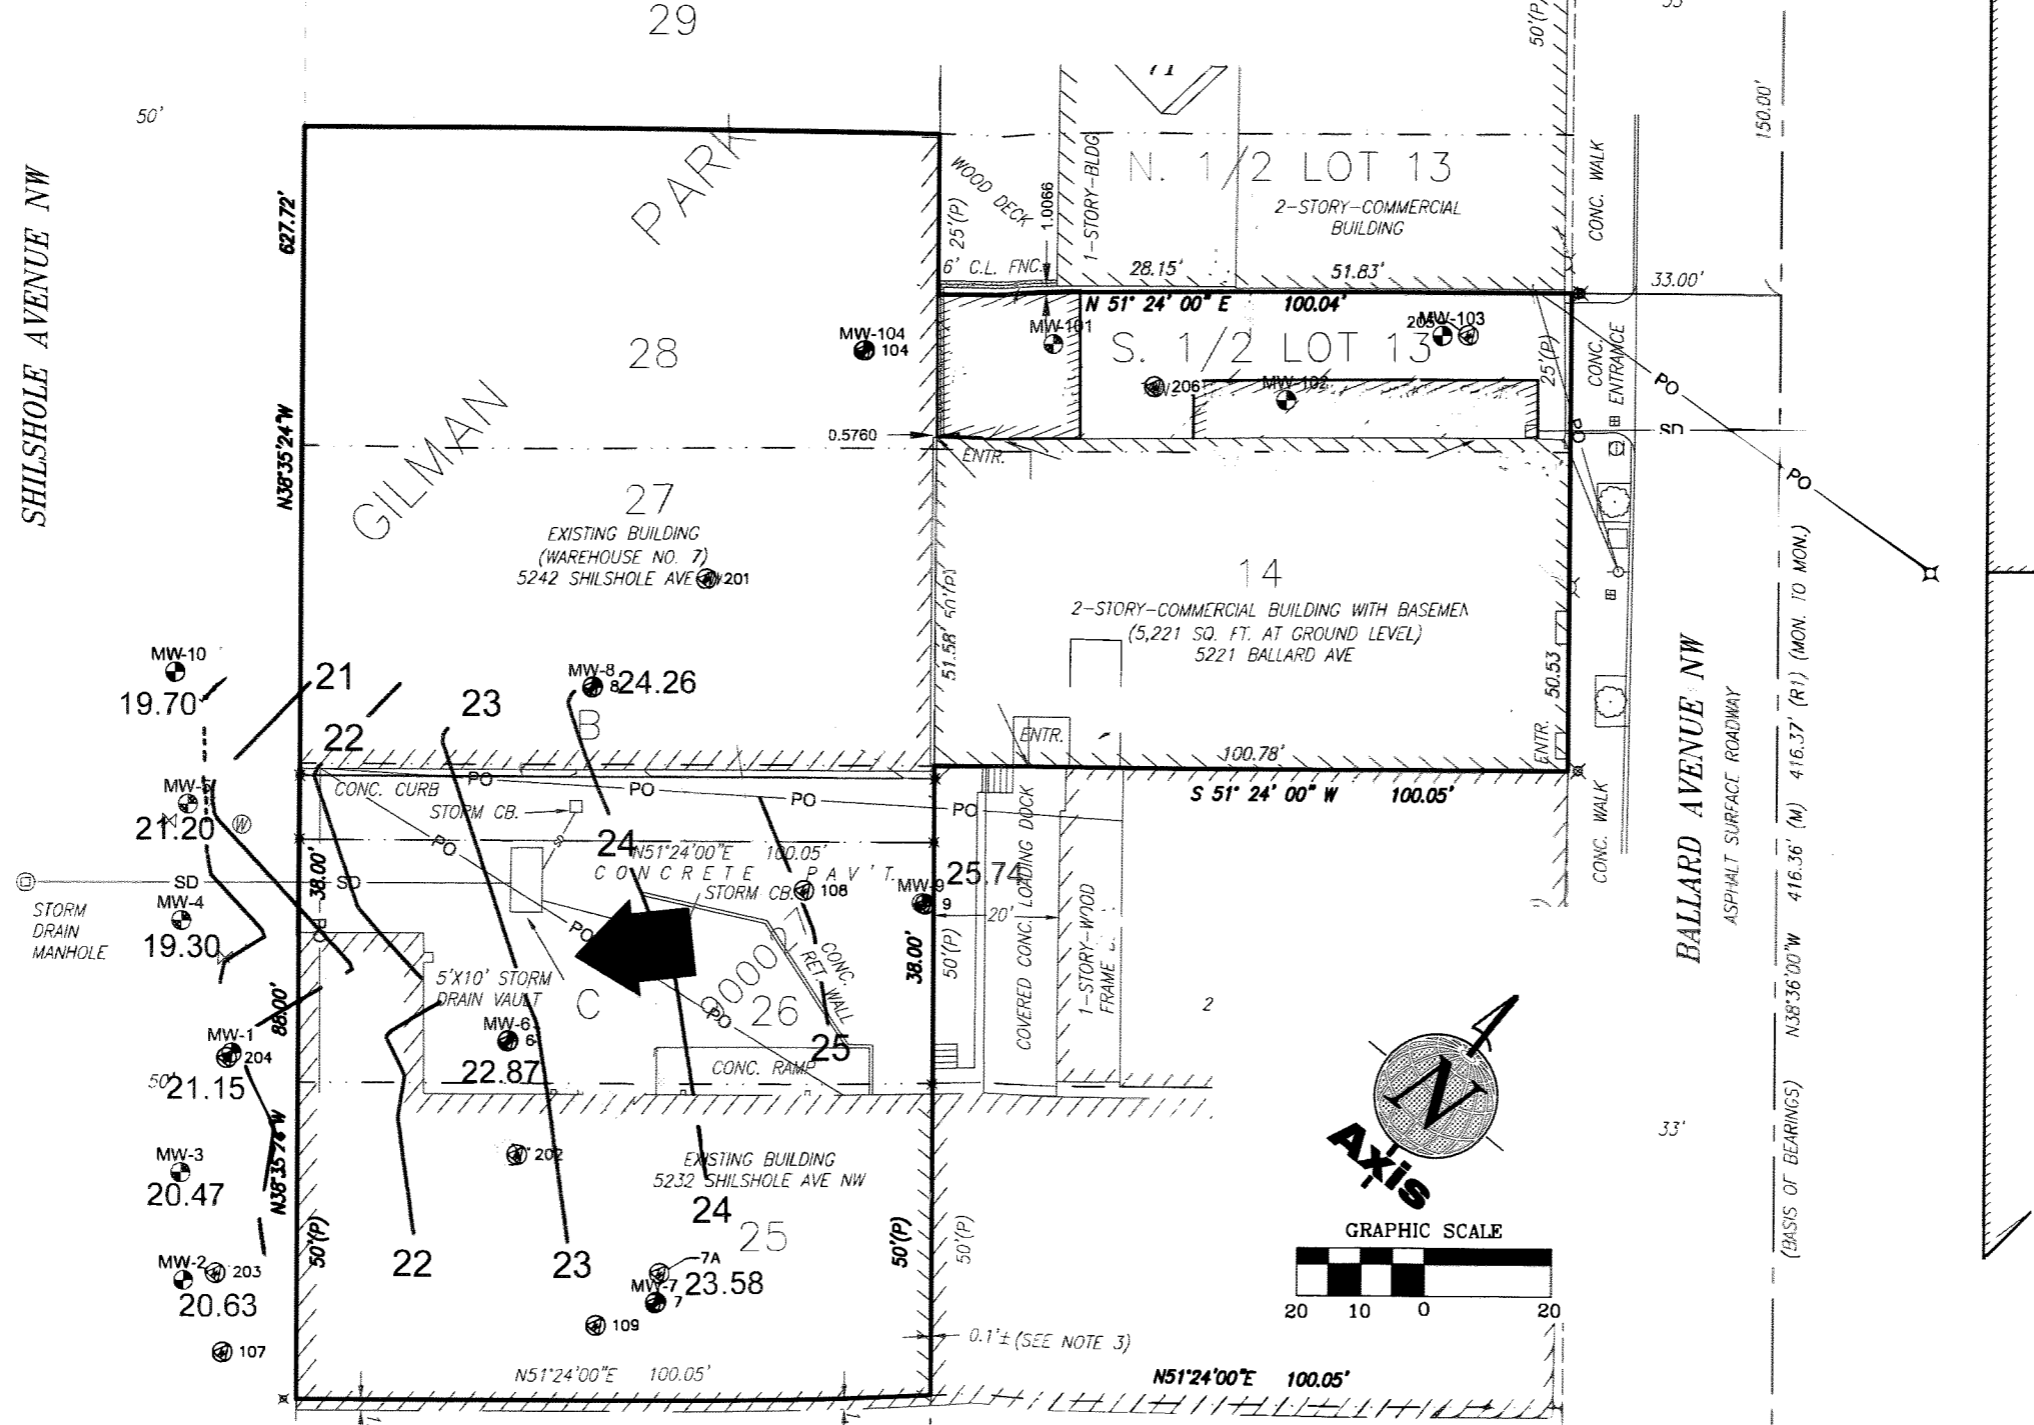 29
50'
SHILSHOLE AVENUE NW
627.72'
N38°35'24"W
GILMAN PARK
WOOD DECK
25'(P)
1.0066
1-STORY-BLDG
N. 1/2 LOT 13
2-STORY-COMMERCIAL
BUILDING
6' C.L. FNC.
28.15'
51.83'
N 51° 24' 00" E 100.04'
50'(P)
CONC. WALK
150.00'
33.00'
MW-104
104
MW-101
MW-103
S. 1/2 LOT 13
206
MW-102
25'(P)
CONC.
ENTRANCE
PO
SD
PO
PO
28
0.5760
ENTR.
27
EXISTING BUILDING
(WAREHOUSE NO. 7)
5242 SHILSHOLE AVE
201
51.58'
50'(P)
14
2-STORY-COMMERCIAL BUILDING WITH BASEMEN
(5,221 SQ. FT. AT GROUND LEVEL)
5221 BALLARD AVE
50.53
ENTR.
ENTR.
100.78'
S 51° 24' 00" W 100.05'
CONC. WALK
BALLARD AVENUE NW
ASPHALT SURFACE ROADWAY
(BASIS OF BEARINGS) N38°36'00"W 416.36' (M) 416.37' (R1) (MON. TO MON.)
MW-10
19.70
21
22
23
MW-8
8
24.26
B
MW-5
21.20
W
CONC. CURB
PO
PO
PO
PO
STORM CB.
PO
24
N51°24'00"E 100.05'
CONCRETE PAV'T.
STORM CB.
108
MW-9
9
25.74
20'
SD
SD
38.00'
STORM
DRAIN
MANHOLE
MW-4
19.30
5'X10' STORM
DRAIN VAULT
PO
C
26
CONC.
RET. WALL
38.00'
50'(P)
COVERED CONC. LOADING DOCK
1-STORY-WOOD
FRAME
2
88.00'
MW-1
204
50'
21.15
MW-6
6
22.87
PO
25
CONC. RAMP
MW-3
20.47
N38°35'24"W
202
EXISTING BUILDING
5232 SHILSHOLE AVE NW
24
25
MW-2
203
20.63
107
50'(P)
22
23
7A
MW-7
7
23.58
109
50'(P)
50'(P)
0.1'± (SEE NOTE 3)
N51°24'00"E 100.05'
N51°24'00"E 100.05'
N
Axis
33'
GRAPHIC SCALE
20 10 0 20